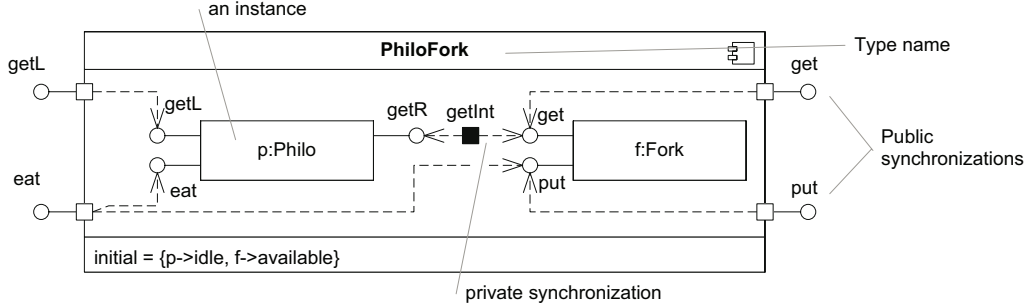 an instance
PhiloFork
Type name
getL
get
getL
getR
getInt
get
p:Philo
f:Fork
Public
synchronizations
eat
eat
put
put
initial = {p->idle, f->available}
private synchronization